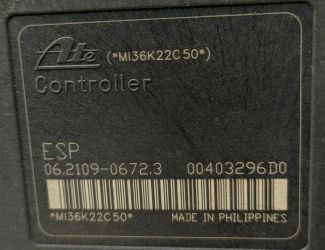 Ate (*MI36K22C50*)
Controller
ESP
06.2109-0672.3 00403296D0
*MI36K22C50* MADE IN PHILIPPINES